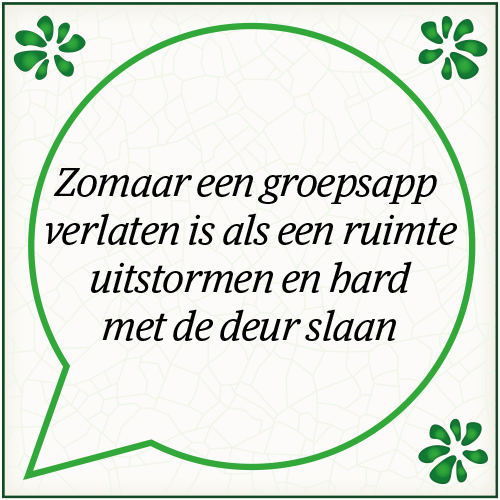 Zomaar een groepsapp
verlaten is als een ruimte
uitstormen en hard
met de deur slaan